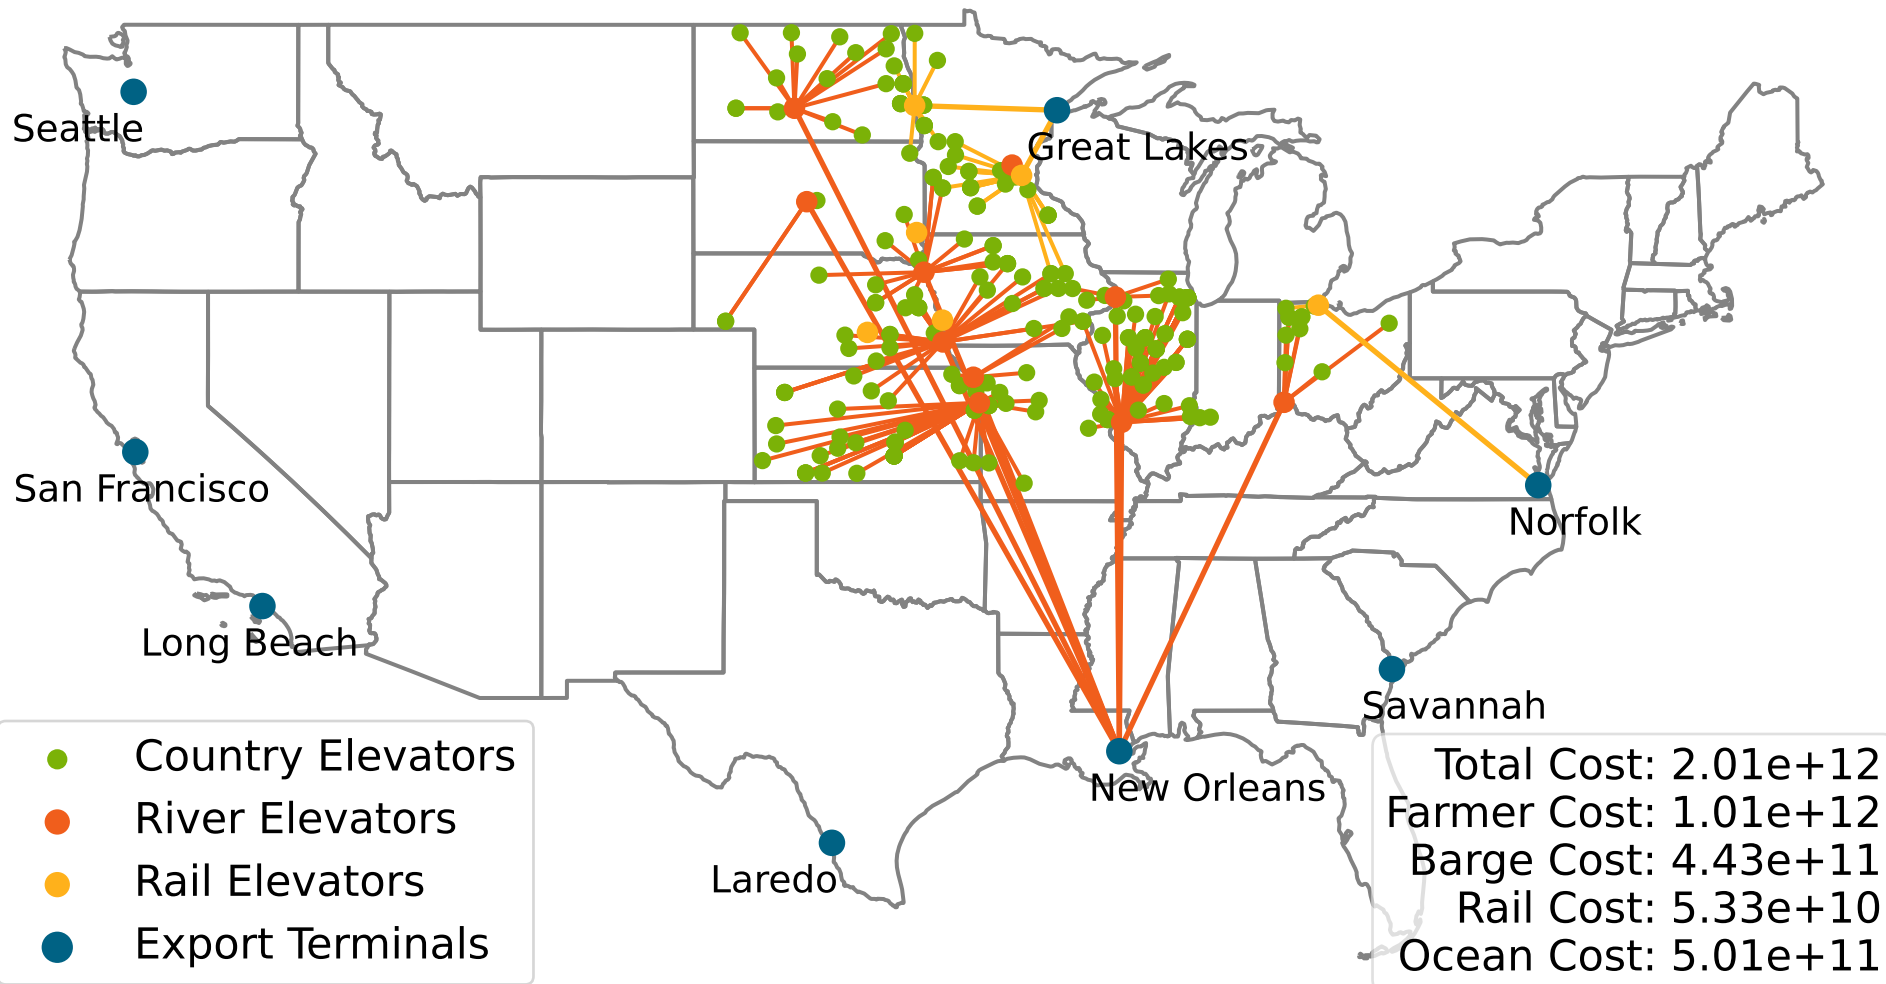 Seattle
Great Lakes
San Francisco
Norfolk
Long Beach
Savannah
New Orleans
Laredo
Country Elevators
River Elevators
Rail Elevators
Export Terminals
Total Cost: 2.01e+12
Farmer Cost: 1.01e+12
Barge Cost: 4.43e+11
Rail Cost: 5.33e+10
Ocean Cost: 5.01e+11